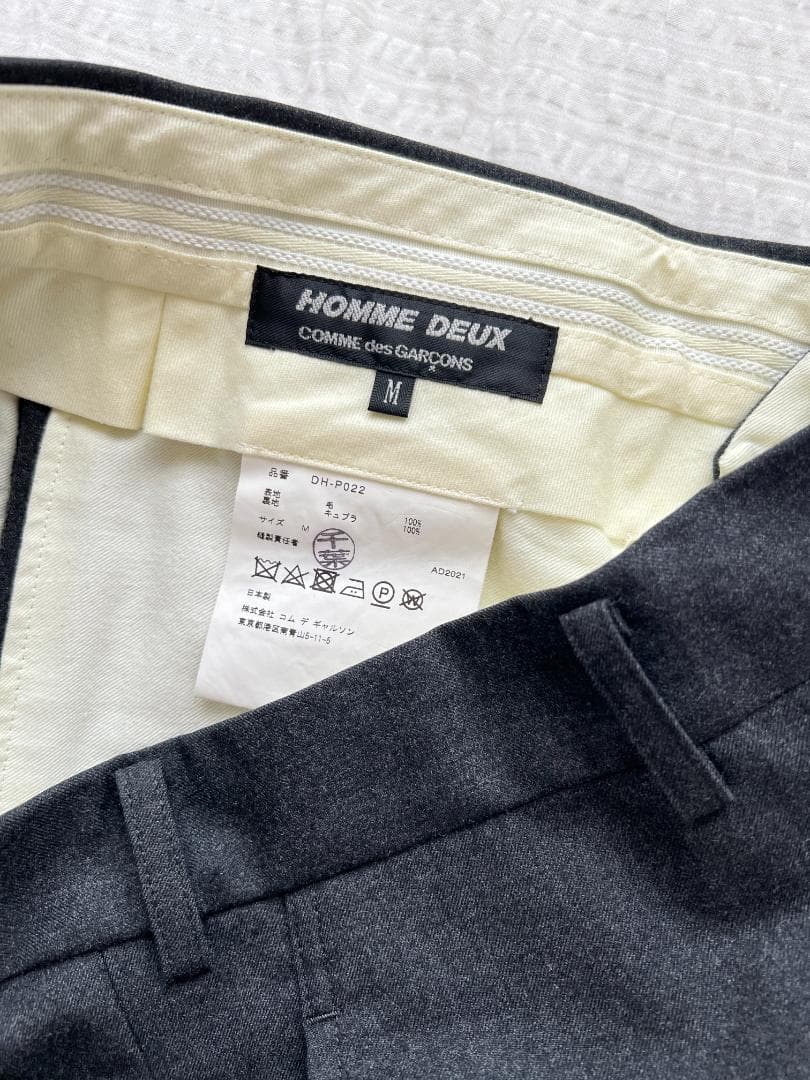 HOMME DEUX
COMME des GARÇONS
M
品番 DH-P022
表地 毛 100%
裏地 キュプラ 100%
サイズ M
縫製責任者 千葉
AD2021
P W
日本製
株式会社 コム デ ギャルソン
東京都港区南青山5-11-5